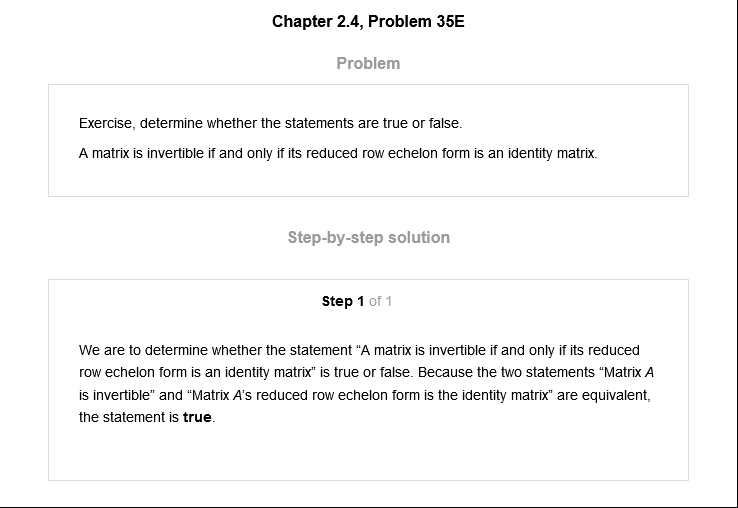 Chapter 2.4, Problem 35E
Problem
Exercise, determine whether the statements are true or false.
A matrix is invertible if and only if its reduced row echelon form is an identity matrix.
Step-by-step solution
Step 1 of 1
We are to determine whether the statement “A matrix is invertible if and only if its reduced
row echelon form is an identity matrix” is true or false. Because the two statements “Matrix A
is invertible” and “Matrix A’s reduced row echelon form is the identity matrix” are equivalent,
the statement is true.